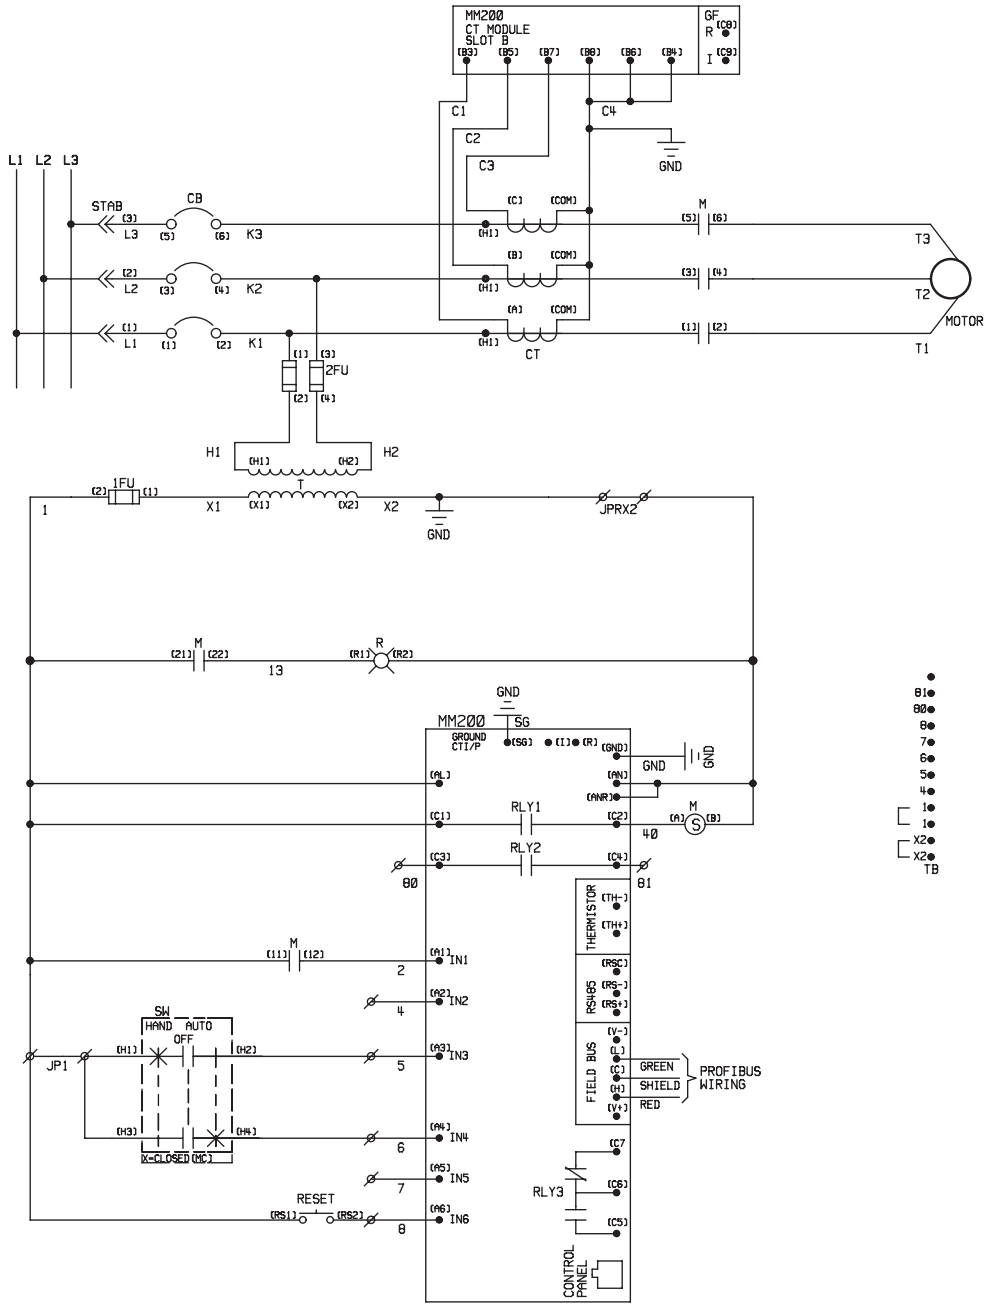 MM200
CT MODULE
SLOT B
GF
R
(C8)
I
(C9)
(B3) (B5) (B7) (B8) (B6) (B4)
C1
C4
C2
C3
GND
L1 L2 L3
STAB
CB
(3)
L3
(5) (6)
K3
(C) (COM)
(H1)
M
(5) (6)
T3
(2)
L2
(3) (4)
K2
(B) (COM)
(H1)
(3) (4)
T2
(1)
L1
(1) (2)
K1
(A) (COM)
(H1)
CT
(1) (2)
T1
MOTOR
(1) (3)
2FU
(2) (4)
H1
(H1) (H2)
H2
T
1FU
(2) (1)
1
X1
(X1) (X2)
X2
GND
JPRX2
M
(21) (22)
13
R
(R1) (R2)
GND
MM200
SG
GROUND
CTI/P
(SG) (I) (R)
(GND)
GND
GND
(AL)
(AN)
(ANR)
(C1)
RLY1
(C2)
40
M
(A) S (B)
80
(C3)
RLY2
(C4)
81
THERMISTOR
(TH-)
(TH+)
M
(11) (12)
2
(A1)
IN1
RS485
(RSC)
(RS-)
(RS+)
4
(A2)
IN2
SW
HAND AUTO
OFF
JP1
(H1) (H2)
5
(A3)
IN3
FIELD BUS
(V-)
(L)
GREEN
(C)
SHIELD
(H)
RED
(V+)
PROFIBUS
WIRING
(H3) (H4)
X-CLOSED(MC)
6
(A4)
IN4
7
(A5)
IN5
RESET
(RS1) (RS2)
8
(A6)
IN6
RLY3
(C7
(C6)
(C5)
CONTROL
PANEL
81
80
8
7
6
5
4
1
1
X2
X2
TB